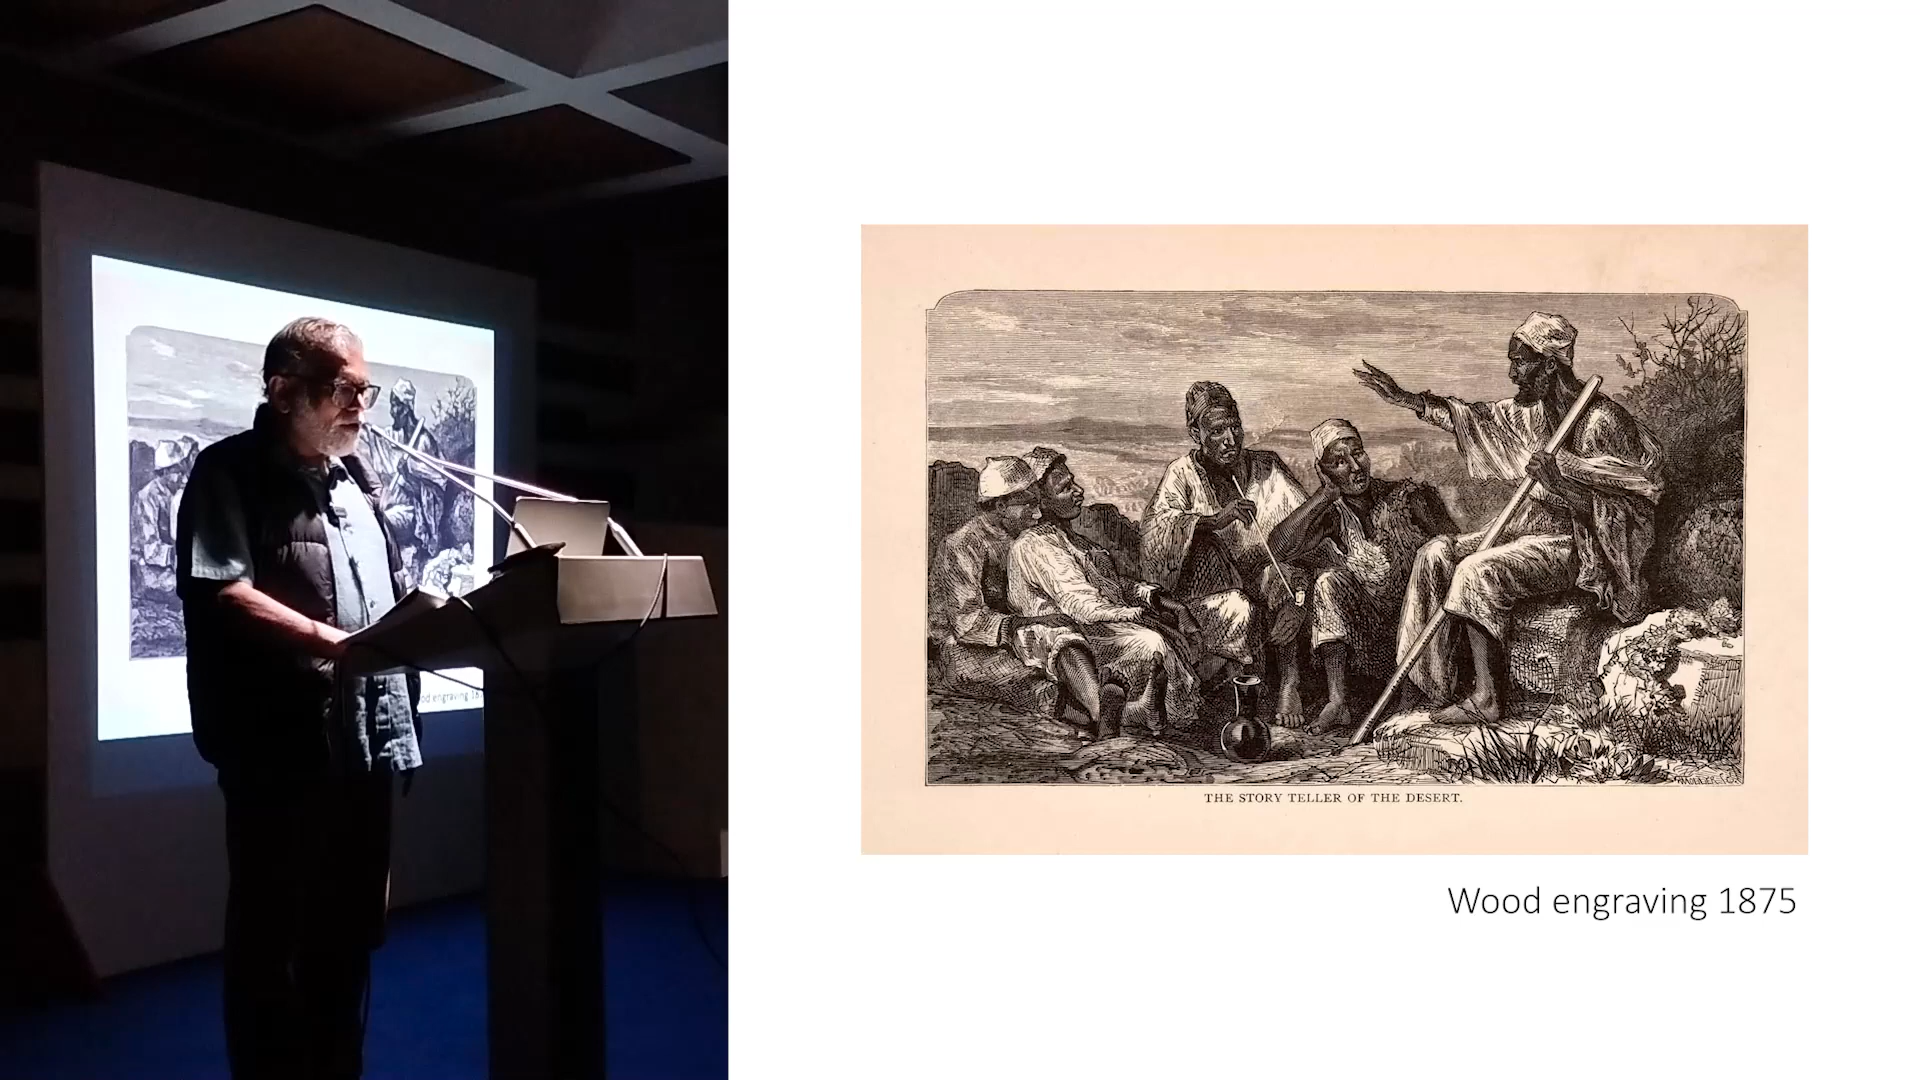 THE STORY TELLER OF THE DESERT.
Wood engraving 1875